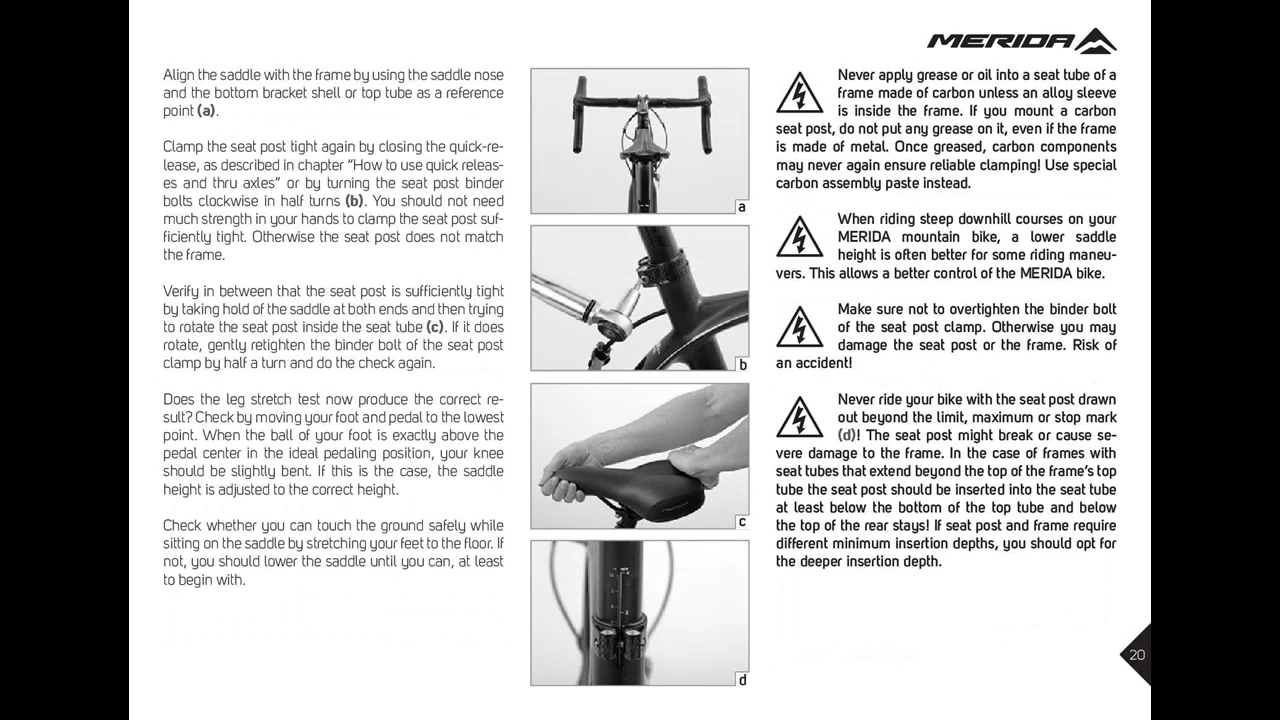 MERIDA
Align the saddle with the frame by using the saddle nose
and the bottom bracket shell or top tube as a reference
point (a).
Clamp the seat post tight again by closing the quick-re-
lease, as described in chapter “How to use quick releas-
es and thru axles” or by turning the seat post binder
bolts clockwise in half turns (b). You should not need
much strength in your hands to clamp the seat post suf-
ficiently tight. Otherwise the seat post does not match
the frame.
Verify in between that the seat post is sufficiently tight
by taking hold of the saddle at both ends and then trying
to rotate the seat post inside the seat tube (c). If it does
rotate, gently retighten the binder bolt of the seat post
clamp by half a turn and do the check again.
Does the leg stretch test now produce the correct re-
sult? Check by moving your foot and pedal to the lowest
point. When the ball of your foot is exactly above the
pedal center in the ideal pedaling position, your knee
should be slightly bent. If this is the case, the saddle
height is adjusted to the correct height.
Check whether you can touch the ground safely while
sitting on the saddle by stretching your feet to the floor. If
not, you should lower the saddle until you can, at least
to begin with.
a
b
c
d
Never apply grease or oil into a seat tube of a
frame made of carbon unless an alloy sleeve
is inside the frame. If you mount a carbon
seat post, do not put any grease on it, even if the frame
is made of metal. Once greased, carbon components
may never again ensure reliable clamping! Use special
carbon assembly paste instead.
When riding steep downhill courses on your
MERIDA mountain bike, a lower saddle
height is often better for some riding maneu-
vers. This allows a better control of the MERIDA bike.
Make sure not to overtighten the binder bolt
of the seat post clamp. Otherwise you may
damage the seat post or the frame. Risk of
an accident!
Never ride your bike with the seat post drawn
out beyond the limit, maximum or stop mark
(d)! The seat post might break or cause se-
vere damage to the frame. In the case of frames with
seat tubes that extend beyond the top of the frame’s top
tube the seat post should be inserted into the seat tube
at least below the bottom of the top tube and below
the top of the rear stays! If seat post and frame require
different minimum insertion depths, you should opt for
the deeper insertion depth.
20